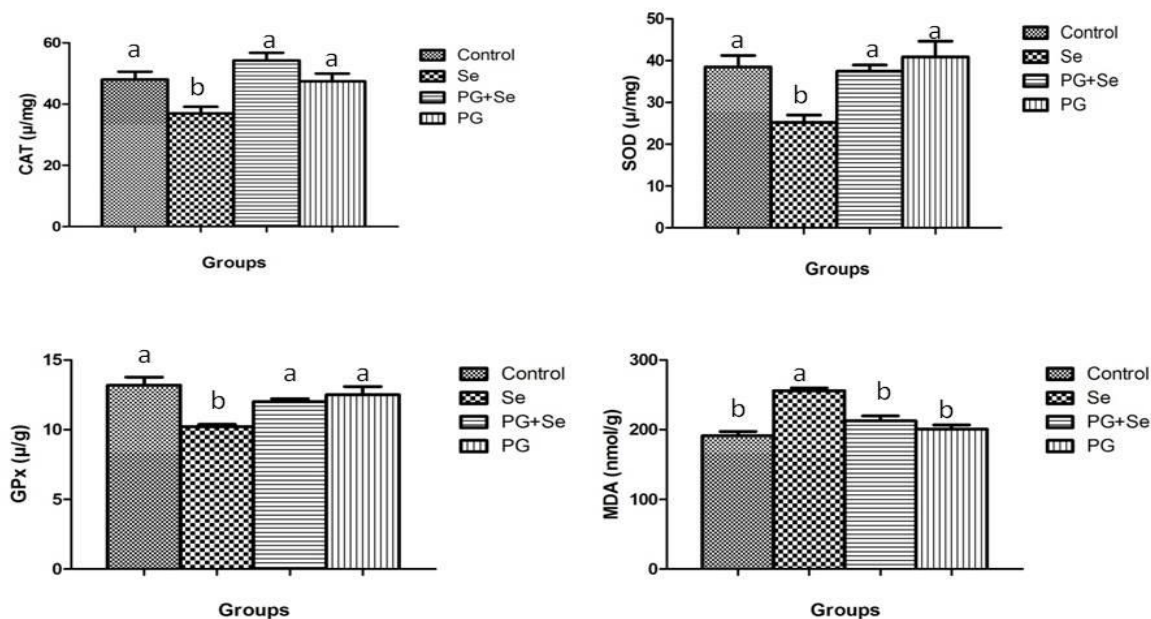 CAT (µ/mg)
60
40
20
0
a
b
a
a
Groups
Control
Se
PG+Se
PG
SOD (µ/mg)
50
40
30
20
10
0
a
b
a
a
Groups
Control
Se
PG+Se
PG
GPx (µ/g)
15
10
5
0
a
b
a
a
Groups
Control
Se
PG+Se
PG
MDA (nmol/g)
300
200
100
0
b
a
b
b
Groups
Control
Se
PG+Se
PG